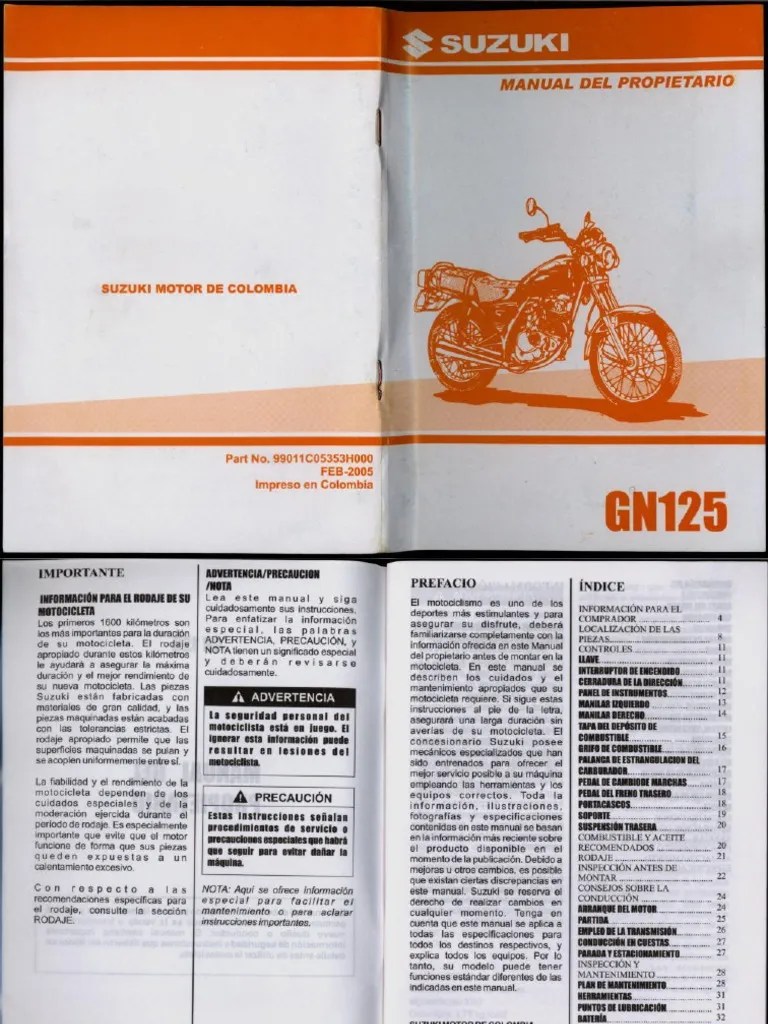 SUZUKI
MANUAL DEL PROPIETARIO
SUZUKI MOTOR DE COLOMBIA
Part No. 99011C05353H000
FEB-2005
Impreso en Colombia
GN125
IMPORTANTE
INFORMACIÓN PARA EL RODAJE DE SU
MOTOCICLETA
Los primeros 1600 kilómetros son
los más importantes para la duración
de su motocicleta. El rodaje
apropiado durante estos kilómetros
le ayudará a asegurar la máxima
duración y el mejor rendimiento de
su nueva motocicleta. Las piezas
Suzuki están fabricadas con
materiales de gran calidad, y las
piezas maquinadas están acabadas
con las tolerancias estrictas. El
rodaje apropiado permite que las
superficies maquinadas se pulan y
se acoplen uniformemente entre sí.
La fiabilidad y el rendimiento de la
motocicleta dependen de los
cuidados especiales y de la
moderación ejercida durante el
período de rodaje. Es especialmente
importante que evite que el motor
funcione de forma que sus piezas
queden expuestas a un
calentamiento excesivo.
Con respecto a las
recomendaciones específicas para
el rodaje, consulte la sección
RODAJE.
ADVERTENCIA/PRECAUCION
/NOTA
Lea este manual y siga
cuidadosamente sus instrucciones.
Para enfatizar la información
especial, las palabras
ADVERTENCIA, PRECAUCIÓN, y
NOTA tienen un significado especial
y deberán revisarse
cuidadosamente.
ADVERTENCIA
La seguridad personal del
motociclista está en juego. El
ignorar esta información puede
resultar en lesiones del
motociclista.
PRECAUCIÓN
Estas instrucciones señalan
procedimientos de servicio o
precauciones especiales que habrá
que seguir para evitar dañar la
máquina.
NOTA: Aquí se ofrece información
especial para facilitar el
mantenimiento o para aclarar
instrucciones importantes.
PREFACIO
El motociclismo es uno de los
deportes más estimulantes y para
asegurar su disfrute, deberá
familiarizarse completamente con la
información ofrecida en este Manual
del propietario antes de montar en la
motocicleta. En este manual se
describen los cuidados y el
mantenimiento apropiados que su
motocicleta requiere. Si sigue estas
instrucciones al pie de la letra,
asegurará una larga duración sin
averías de su motocicleta. El
concesionario Suzuki posee
mecánicos especializados que han
sido entrenados para ofrecer el
mejor servicio posible a su máquina
empleando las herramientas y los
equipos correctos. Toda la
información, ilustraciones,
fotografías y especificaciones
contenidas en este manual se basan
en la información más reciente sobre
el producto disponible en el
momento de la publicación. Debido a
mejoras u otros cambios, es posible
que existan ciertas discrepancias en
este manual. Suzuki se reserva el
derecho de realizar cambios en
cualquier momento. Tenga en
cuenta que este manual se aplica a
todas las especificaciones para
todos los destinos respectivos, y
explica todos los equipos. Por lo
tanto, su modelo puede tener
funciones estándar diferentes de las
indicadas en este manual.
SUZUKI MOTOR DE COLOMBIA
ÍNDICE
INFORMACIÓN PARA EL
COMPRADOR 4
LOCALIZACION DE LAS
PIEZAS 8
CONTROLES 11
LLAVE 11
INTERRUPTOR DE ENCENDIDO 11
CERRADURA DE LA DIRECCIÓN 11
PANEL DE INSTRUMENTOS 12
MANILAR IZQUIERDO 13
MANILAR DERECHO 14
TAPA DEL DEPÓSITO DE
COMBUSTIBLE 15
GRIFO DE COMBUSTIBLE 16
PALANCA DE ESTRANGULACION DEL
CARBURADOR 17
PEDAL DE CAMBIODE MARCHAS 17
PEDAL DEL FRENO TRASERO 18
PORTACASCOS 18
SOPORTE 19
SUSPENSIÓN TRASERA 20
COMBUSTIBLE Y ACEITE
RECOMENDADOS 20
RODAJE 21
INSPECCIÓN ANTES DE
MONTAR 22
CONSEJOS SOBRE LA
CONDUCCIÓN 24
ARRANQUE DEL MOTOR 24
PARTIDA 25
EMPLEO DE LA TRANSMISIÓN 26
CONDUCCIÓN EN CUESTAS 27
PARADA Y ESTACIONAMIENTO 27
INSPECCIÓN Y
MANTENIMIENTO 28
PLAN DE MANTENIMIENTO 28
HERRAMIENTAS 31
PUNTOS DE LUBRICACIÓN 31
BATERÍA 32